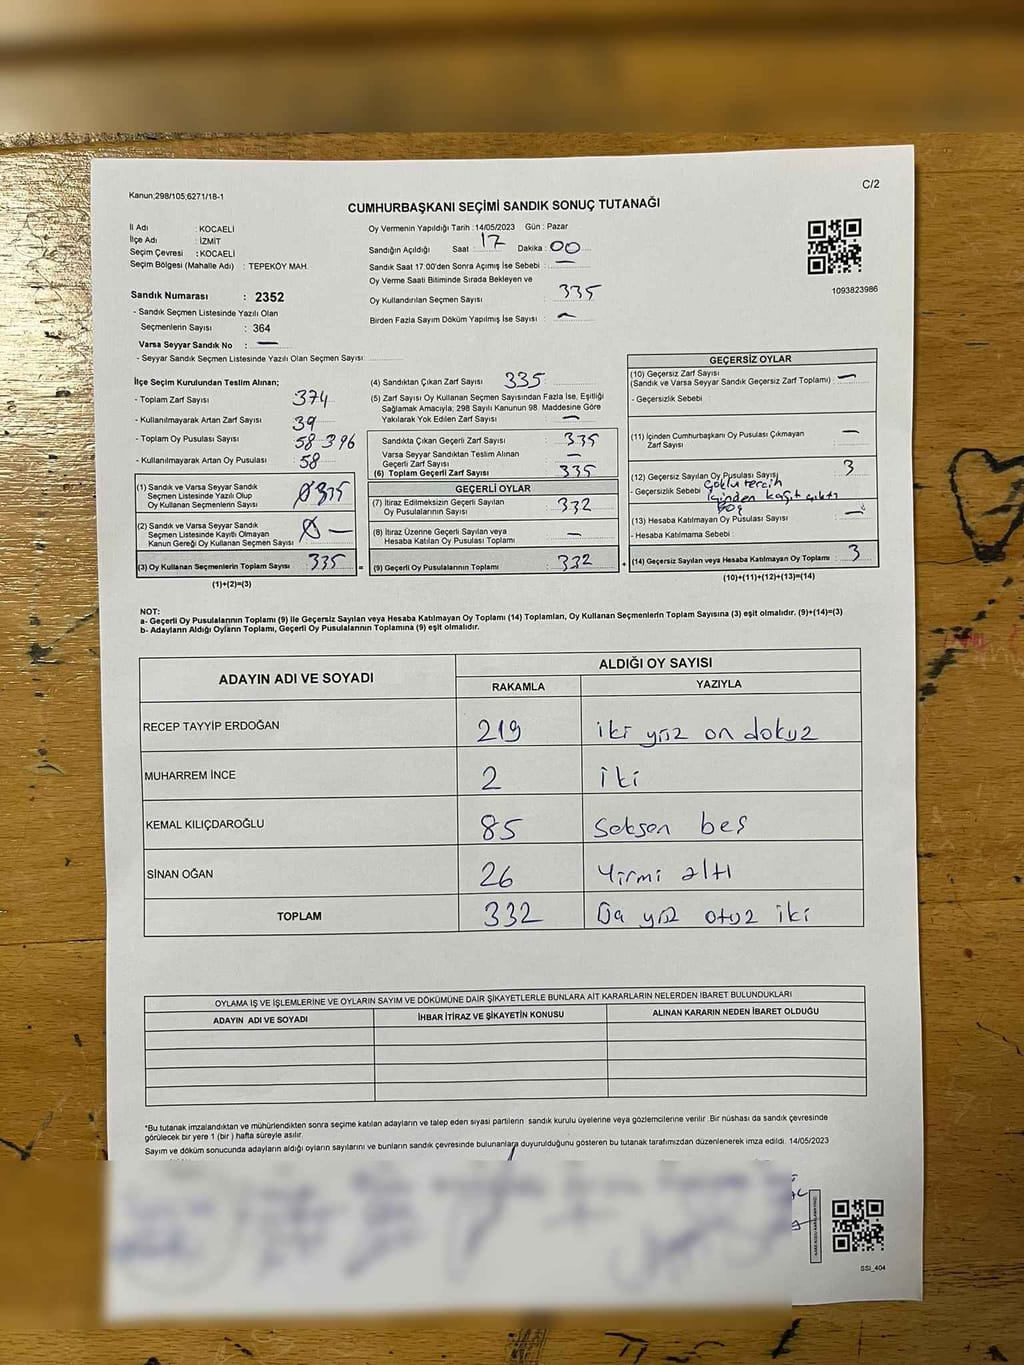 Kanun;298/105;6271/18-1
C/2
CUMHURBAŞKANI SEÇİMİ SANDIK SONUÇ TUTANAĞI
İl Adı : KOCAELİ
İlçe Adı : İZMİT
Seçim Çevresi : KOCAELİ
Seçim Bölgesi (Mahalle Adı) : TEPEKÖY MAH.
Sandık Numarası : 2352
- Sandık Seçmen Listesinde Yazılı Olan
Seçmenlerin Sayısı : 364
Varsa Seyyar Sandık No : —
- Seyyar Sandık Seçmen Listesinde Yazılı Olan Seçmen Sayısı:
Oy Vermenin Yapıldığı Tarih : 14/05/2023 Gün : Pazar
Sandığın Açıldığı Saat : 17 Dakika : 00
Sandık Saat 17:00'den Sonra Açımış İse Sebebi : —
Oy Verme Saati Bitiminde Sırada Bekleyen ve
Oy Kullandırılan Seçmen Sayısı : 335
Birden Fazla Sayım Döküm Yapılmış İse Sayısı : —
1093823986
İlçe Seçim Kurulundan Teslim Alınan;
- Toplam Zarf Sayısı : 374
- Kullanılmayarak Artan Zarf Sayısı : 39
- Toplam Oy Pusulası Sayısı : 58 396
- Kullanılmayarak Artan Oy Pusulası : 58
(1) Sandık ve Varsa Seyyar Sandık
Seçmen Listesinde Yazılı Olup
Oy Kullanan Seçmenlerin Sayısı : 335
(2) Sandık ve Varsa Seyyar Sandık
Seçmen Listesinde Kayıtlı Olmayan
Kanun Gereği Oy Kullanan Seçmen Sayısı : —
(3) Oy Kullanan Seçmenlerin Toplam Sayısı : 335
(1)+(2)=(3)
(4) Sandıktan Çıkan Zarf Sayısı : 335
(5) Zarf Sayısı Oy Kullanan Seçmen Sayısından Fazla İse, Eşitliği
Sağlamak Amacıyla; 298 Sayılı Kanunun 98. Maddesine Göre
Yakılarak Yok Edilen Zarf Sayısı : —
Sandıkta Çıkan Geçerli Zarf Sayısı : 335
Varsa Seyyar Sandıktan Teslim Alınan
Geçerli Zarf Sayısı : —
(6) Toplam Geçerli Zarf Sayısı : 335
GEÇERLİ OYLAR
(7) İtiraz Edilmeksizin Geçerli Sayılan
Oy Pusulalarının Sayısı : 332
(8) İtiraz Üzerine Geçerli Sayılan veya
Hesaba Katılan Oy Pusulası Toplamı : —
(9) Geçerli Oy Pusulalarının Toplamı : 332
GEÇERSİZ OYLAR
(10) Geçersiz Zarf Sayısı
(Sandık ve Varsa Seyyar Sandık Geçersiz Zarf Toplamı) : —
- Geçersizlik Sebebi :
(11) İçinden Cumhurbaşkanı Oy Pusulası Çıkmayan
Zarf Sayısı : —
(12) Geçersiz Sayılan Oy Pusulası Sayısı : 3
- Geçersizlik Sebebi : Çoklu tercih
içinden kağıt çıktı
Boş
(13) Hesaba Katılmayan Oy Pusulası Sayısı : —
- Hesaba Katılmama Sebebi :
(14) Geçersiz Sayılan veya Hesaba Katılmayan Oy Toplamı : 3
(10)+(11)+(12)+(13)=(14)
NOT:
a- Geçerli Oy Pusulalarının Toplamı (9) ile Geçersiz Sayılan veya Hesaba Katılmayan Oy Toplamı (14) Toplamları, Oy Kullanan Seçmenlerin Toplam Sayısına (3) eşit olmalıdır. (9)+(14)=(3)
b- Adayların Aldığı Oyların Toplamı, Geçerli Oy Pusulalarının Toplamına (9) eşit olmalıdır.
ADAYIN ADI VE SOYADI
ALDIĞI OY SAYISI
RAKAMLA YAZIYLA
RECEP TAYYİP ERDOĞAN 219 iki yüz on dokuz
MUHARREM İNCE 2 iki
KEMAL KILIÇDAROĞLU 85 Seksen beş
SİNAN OĞAN 26 Yirmi altı
TOPLAM 332 yüz otuz iki
OYLAMA İŞ VE İŞLEMLERİNE VE OYLARIN SAYIM VE DÖKÜMÜNE DAİR ŞİKAYETLERLE BUNLARA AİT KARARLARIN NELERDEN İBARET BULUNDUKLARI
ADAYIN ADI VE SOYADI İHBAR İTİRAZ VE ŞİKAYETİN KONUSU ALINAN KARARIN NEDEN İBARET OLDUĞU
*Bu tutanak imzalandıktan ve mühürlendikten sonra seçime katılan adayların ve talep eden siyasi partilerin sandık kurulu üyelerine veya gözlemcilerine verilir .Bir nüshası da sandık çevresinde
görülecek bir yere 1 (bir) hafta süreyle asılır.
Sayım ve döküm sonucunda adayların aldığı oyların sayılarını ve bunların sandık çevresinde bulunanlara duyurulduğunu gösteren bu tutanak tarafımızdan düzenlenerek imza edildi. 14/05/2023
SSI_404